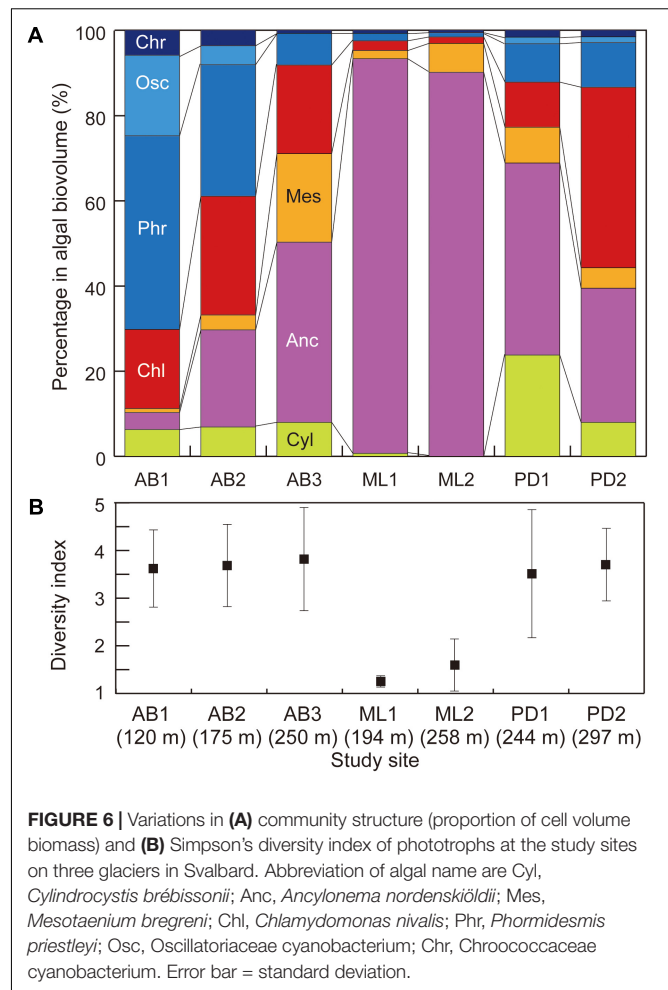 A
Percentage in algal biovolume (%)
100
80
60
40
20
0
Chr
Osc
Phr
Chl
Mes
Anc
Cyl
AB1 AB2 AB3 ML1 ML2 PD1 PD2
B
Diversity index
5
4
3
2
1
AB1 AB2 AB3 ML1 ML2 PD1 PD2
(120 m) (175 m) (250 m) (194 m) (258 m) (244 m) (297 m)
Study site
FIGURE 6 | Variations in (A) community structure (proportion of cell volume
biomass) and (B) Simpson's diversity index of phototrophs at the study sites
on three glaciers in Svalbard. Abbreviation of algal name are Cyl,
Cylindrocystis brébissonii; Anc, Ancylonema nordenskiöldii; Mes,
Mesotaenium bregreni; Chl, Chlamydomonas nivalis; Phr, Phormidesmis
priestleyi; Osc, Oscillatoriaceae cyanobacterium; Chr, Chroococcaceae
cyanobacterium. Error bar = standard deviation.